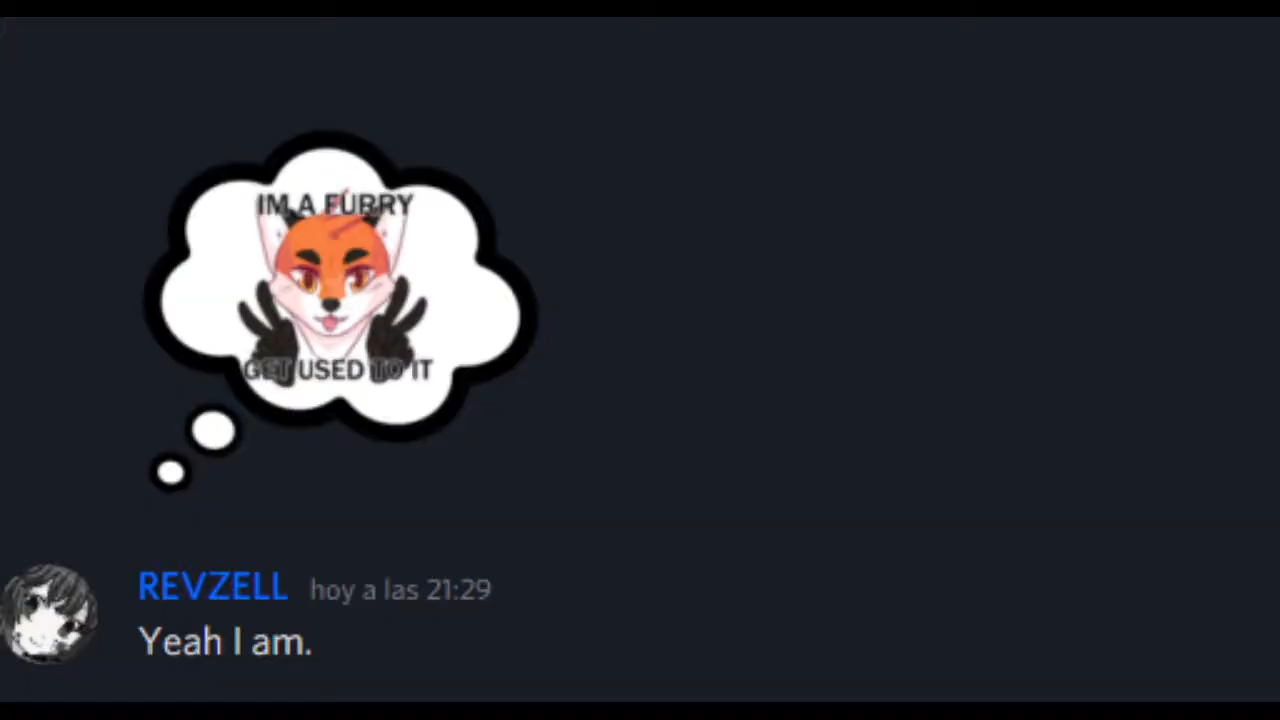 IM A FURRY
GET USED TO IT
REVZELL hoy a las 21:29
Yeah I am.